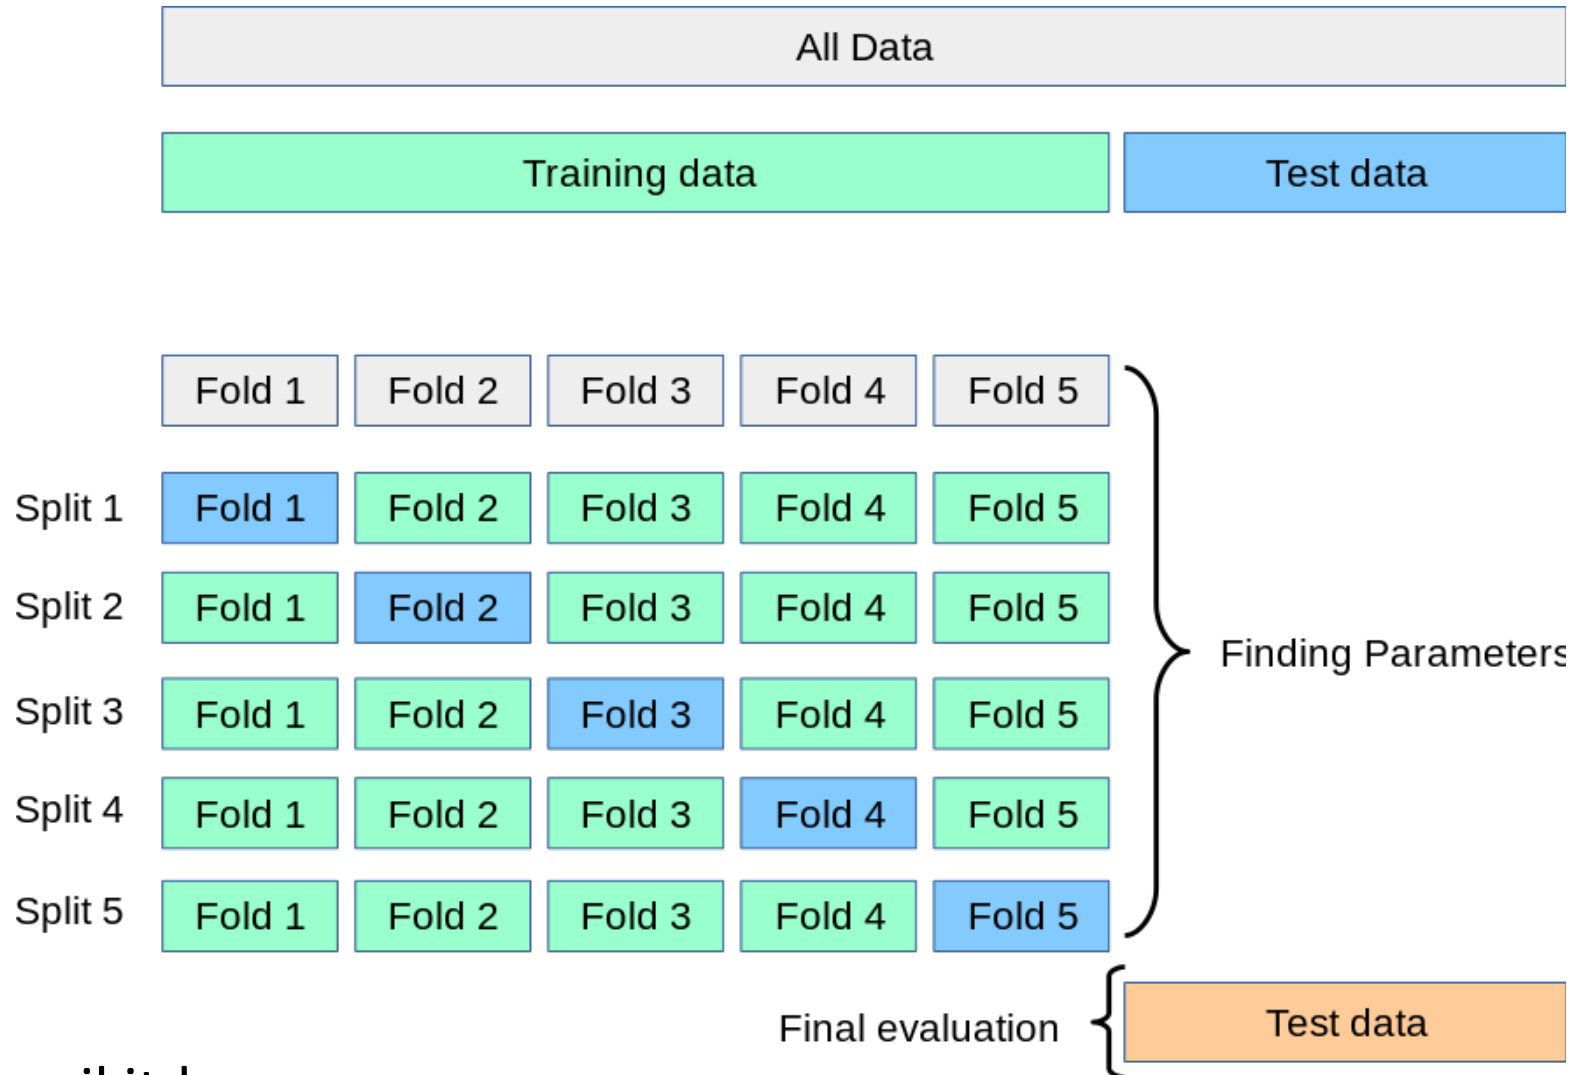 All Data
Training data Test data
Fold 1 Fold 2 Fold 3 Fold 4 Fold 5
Split 1 Fold 1 Fold 2 Fold 3 Fold 4 Fold 5
Split 2 Fold 1 Fold 2 Fold 3 Fold 4 Fold 5
Finding Parameters
Split 3 Fold 1 Fold 2 Fold 3 Fold 4 Fold 5
Split 4 Fold 1 Fold 2 Fold 3 Fold 4 Fold 5
Split 5 Fold 1 Fold 2 Fold 3 Fold 4 Fold 5
Final evaluation Test data